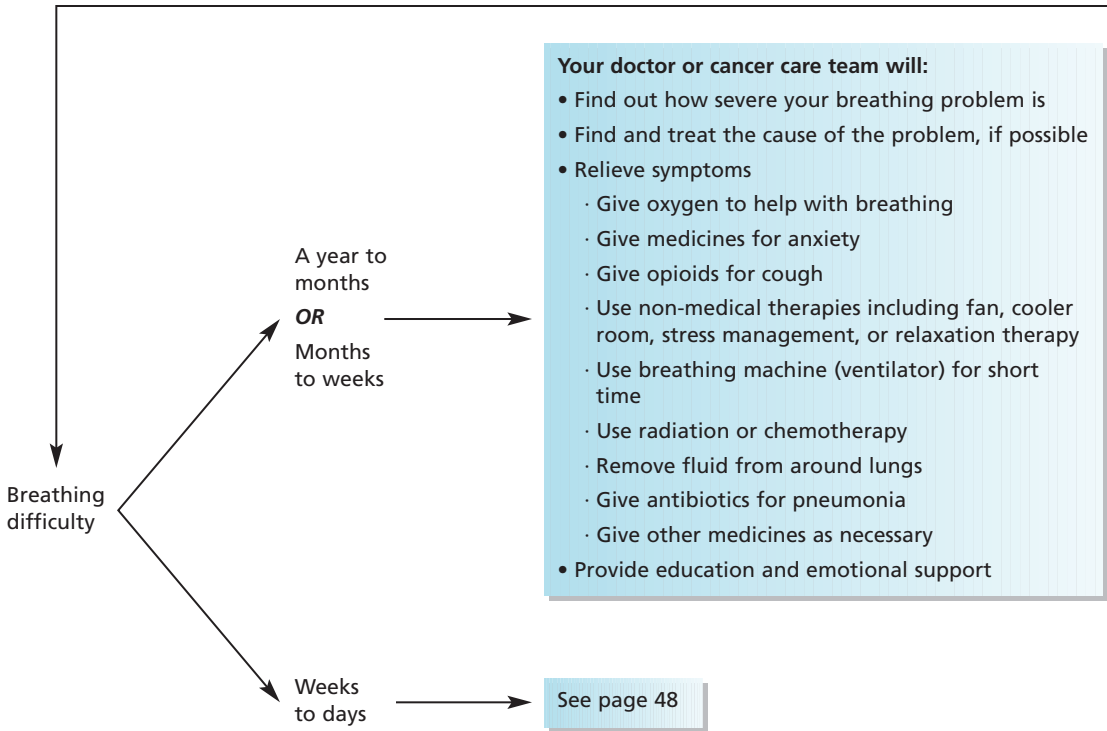 Breathing
difficulty
A year to
months
OR
Months
to weeks
Your doctor or cancer care team will:
• Find out how severe your breathing problem is
• Find and treat the cause of the problem, if possible
• Relieve symptoms
· Give oxygen to help with breathing
· Give medicines for anxiety
· Give opioids for cough
· Use non-medical therapies including fan, cooler
room, stress management, or relaxation therapy
· Use breathing machine (ventilator) for short
time
· Use radiation or chemotherapy
· Remove fluid from around lungs
· Give antibiotics for pneumonia
· Give other medicines as necessary
• Provide education and emotional support
Weeks
to days
See page 48